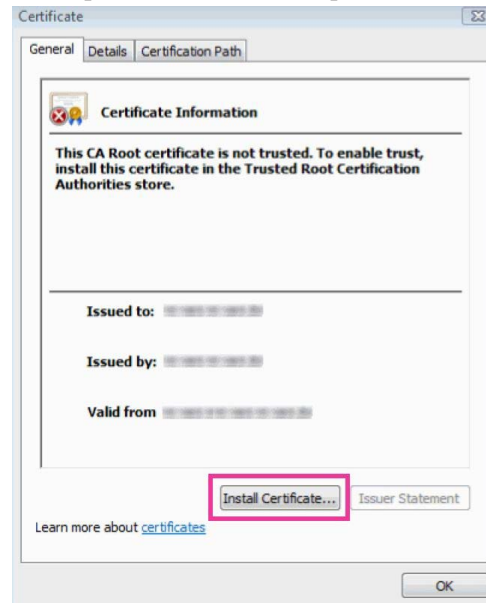 Certificate
General Details Certification Path
Certificate Information
This CA Root certificate is not trusted. To enable trust,
install this certificate in the Trusted Root Certification
Authorities store.
Issued to:
Issued by:
Valid from
Install Certificate... Issuer Statement
Learn more about certificates
OK